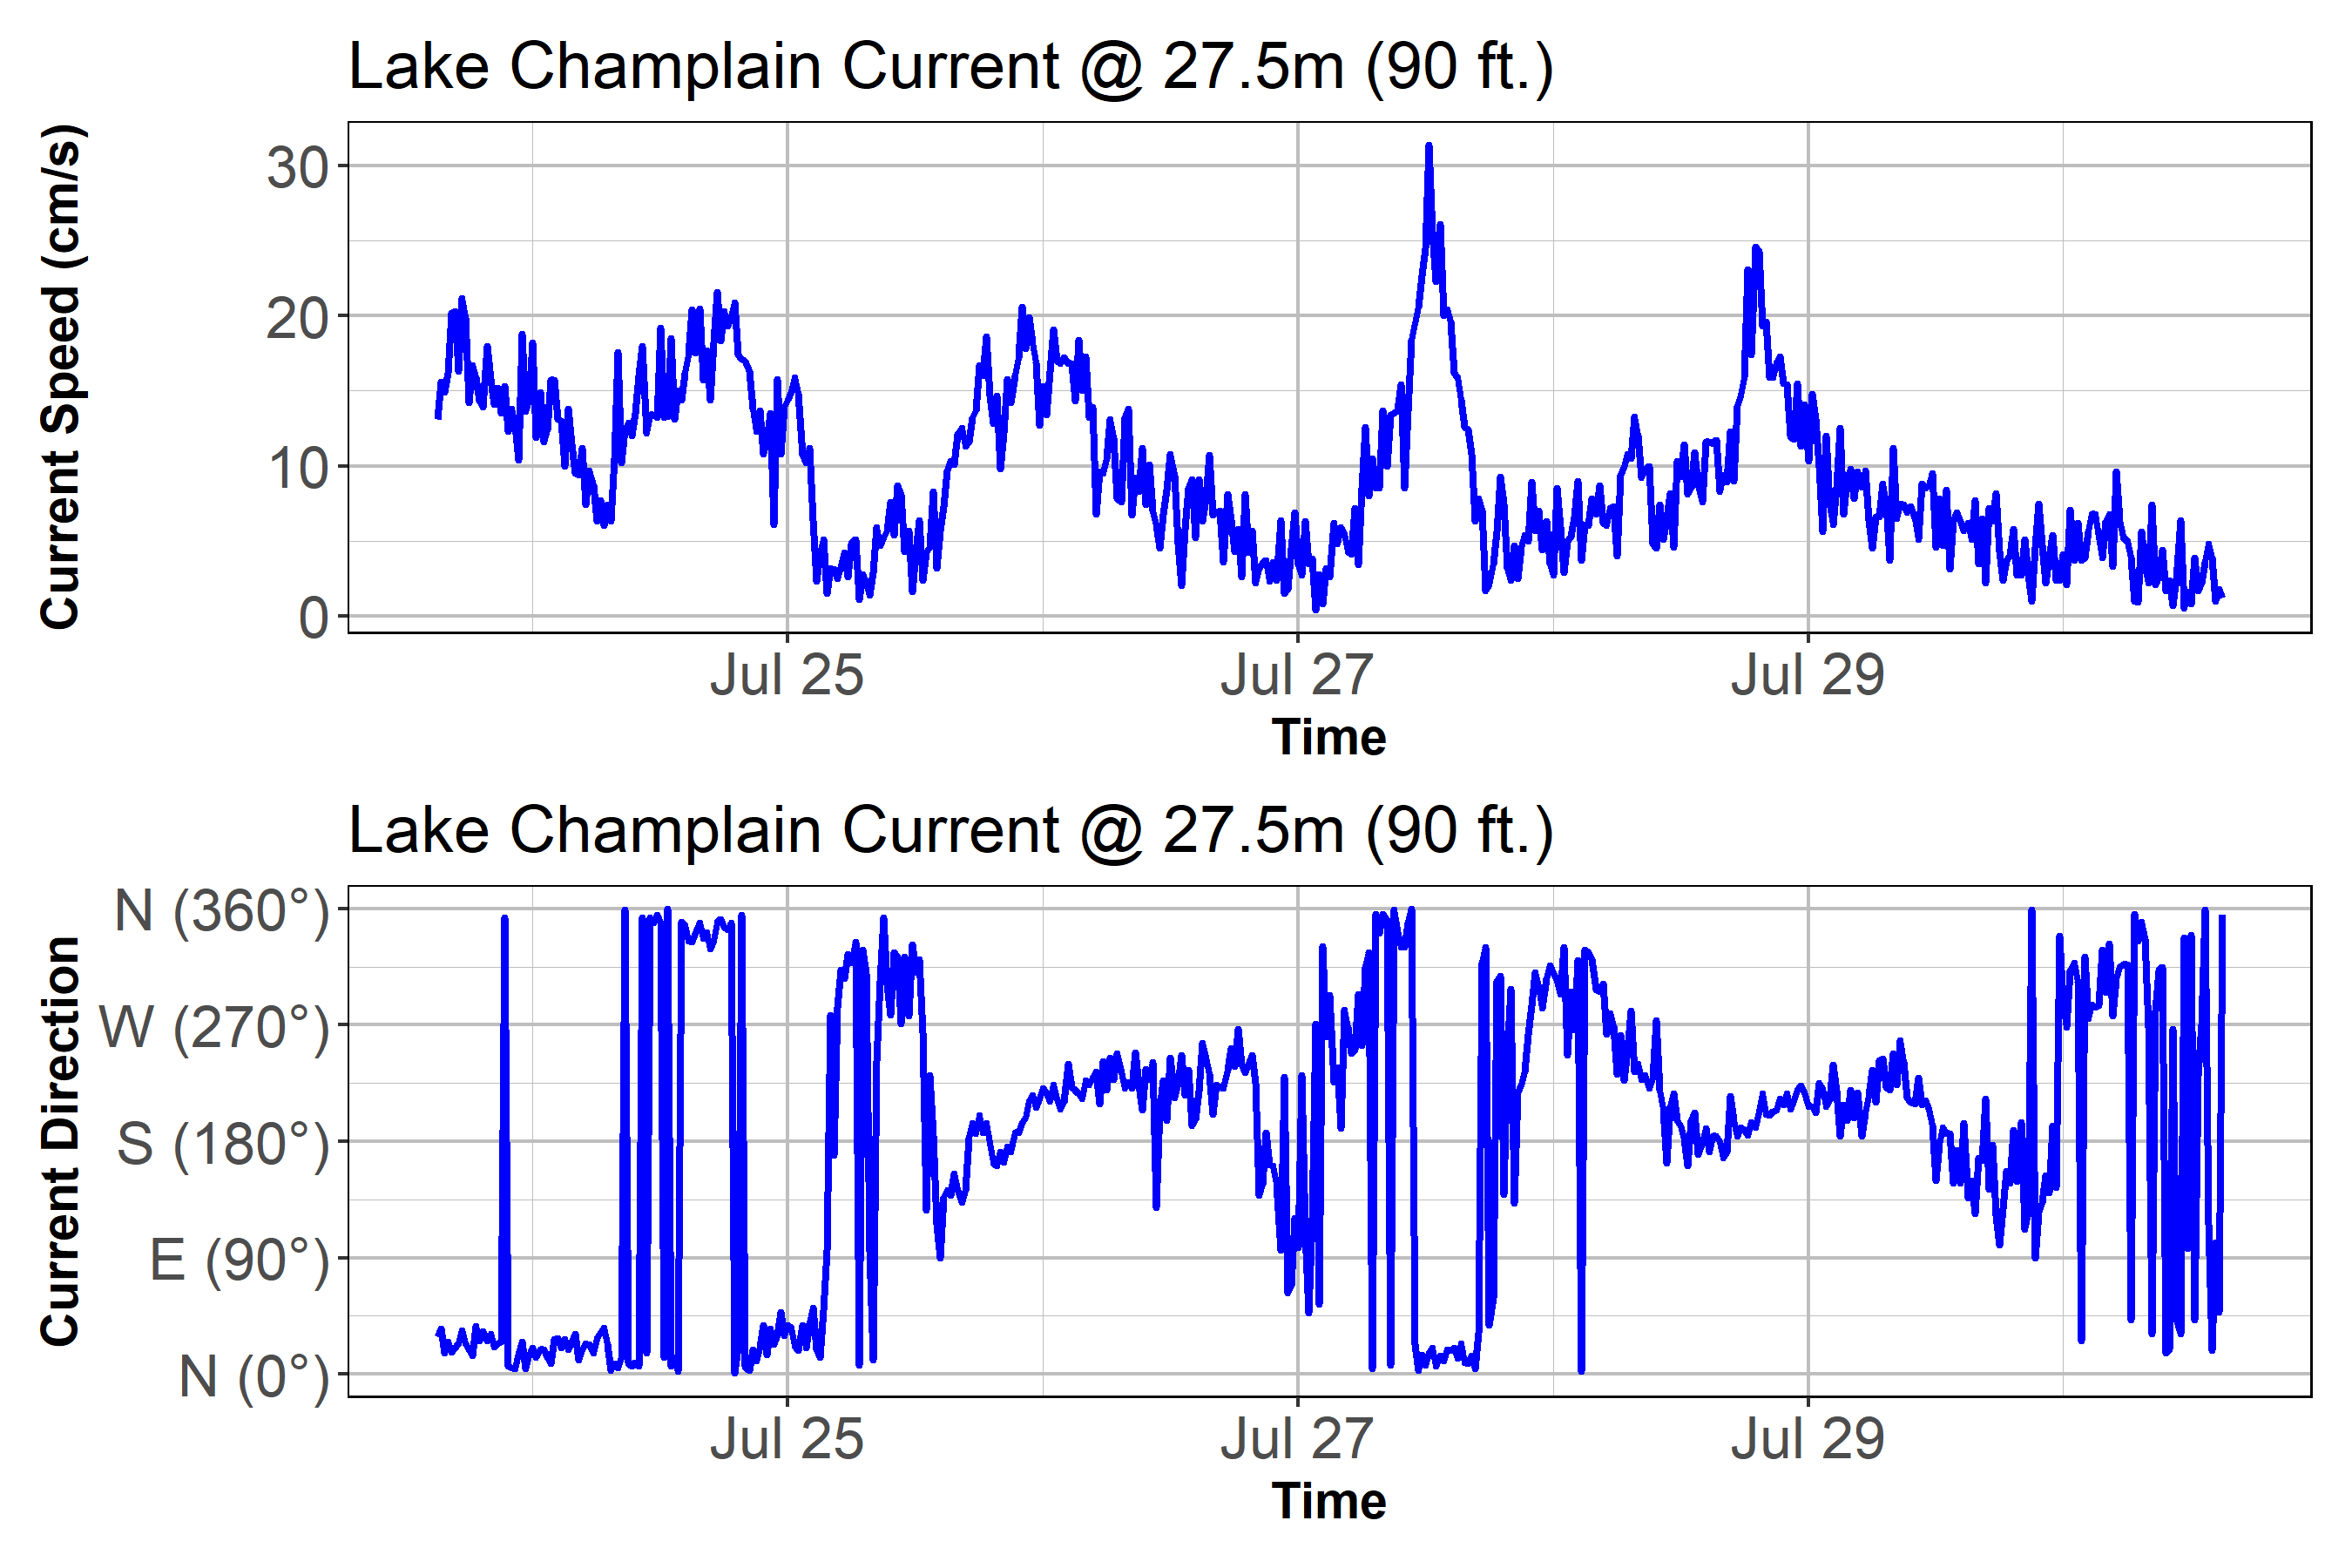 Lake Champlain Current @ 27.5m (90 ft.)
Current Speed (cm/s)
30
20
10
0
Jul 25 Jul 27 Jul 29
Time
Lake Champlain Current @ 27.5m (90 ft.)
Current Direction
N (360°)
W (270°)
S (180°)
E (90°)
N (0°)
Jul 25 Jul 27 Jul 29
Time